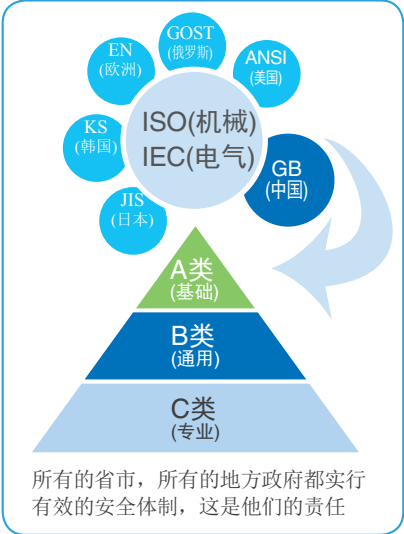 GOST
(俄罗斯)
EN
(欧洲)
ANSI
(美国)
KS
(韩国)
ISO(机械)
IEC(电气)
GB
(中国)
JIS
(日本)
A类
(基础)
B类
(通用)
C类
(专业)
所有的省市，所有的地方政府都实行
有效的安全体制，这是他们的责任